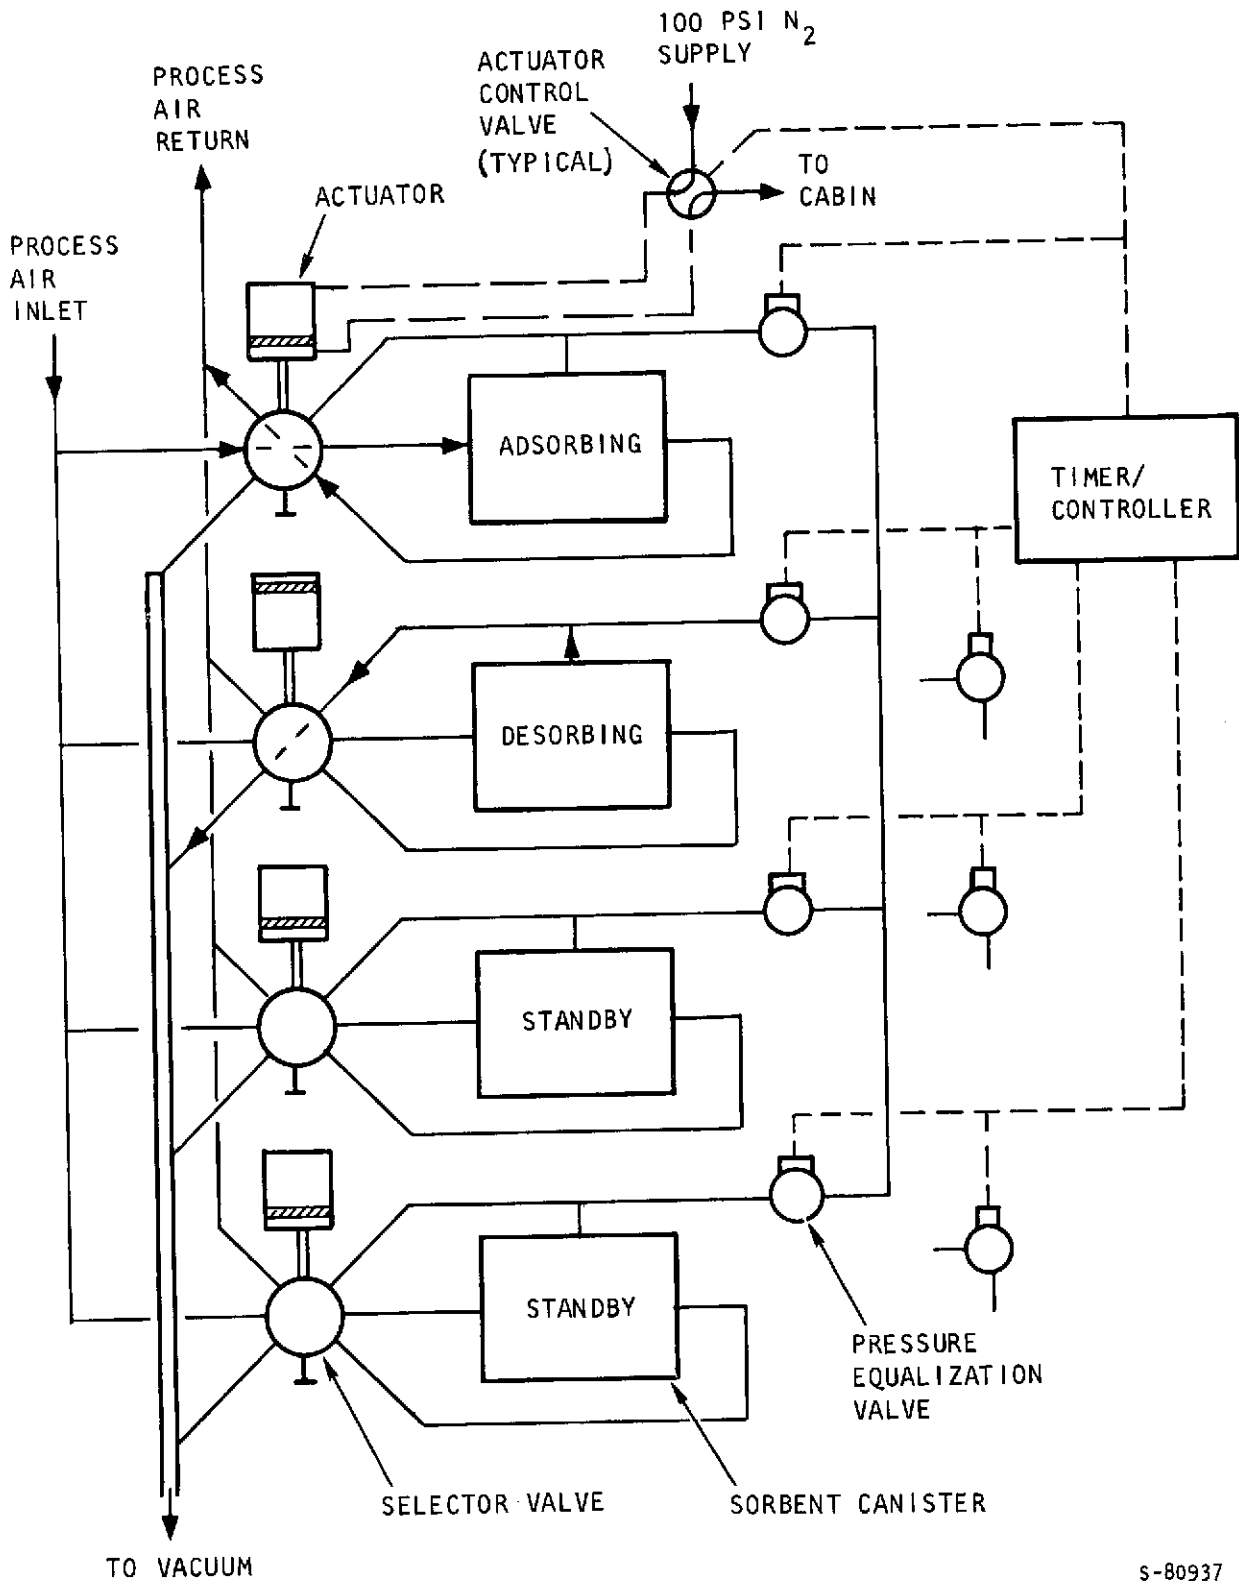 100 PSI N2
SUPPLY
ACTUATOR
CONTROL
VALVE
(TYPICAL)
PROCESS
AIR
RETURN
TO
CABIN
ACTUATOR
PROCESS
AIR
INLET
ADSORBING
TIMER/
CONTROLLER
DESORBING
STANDBY
STANDBY
PRESSURE
EQUALIZATION
VALVE
SELECTOR VALVE
SORBENT CANISTER
TO VACUUM
S-80937